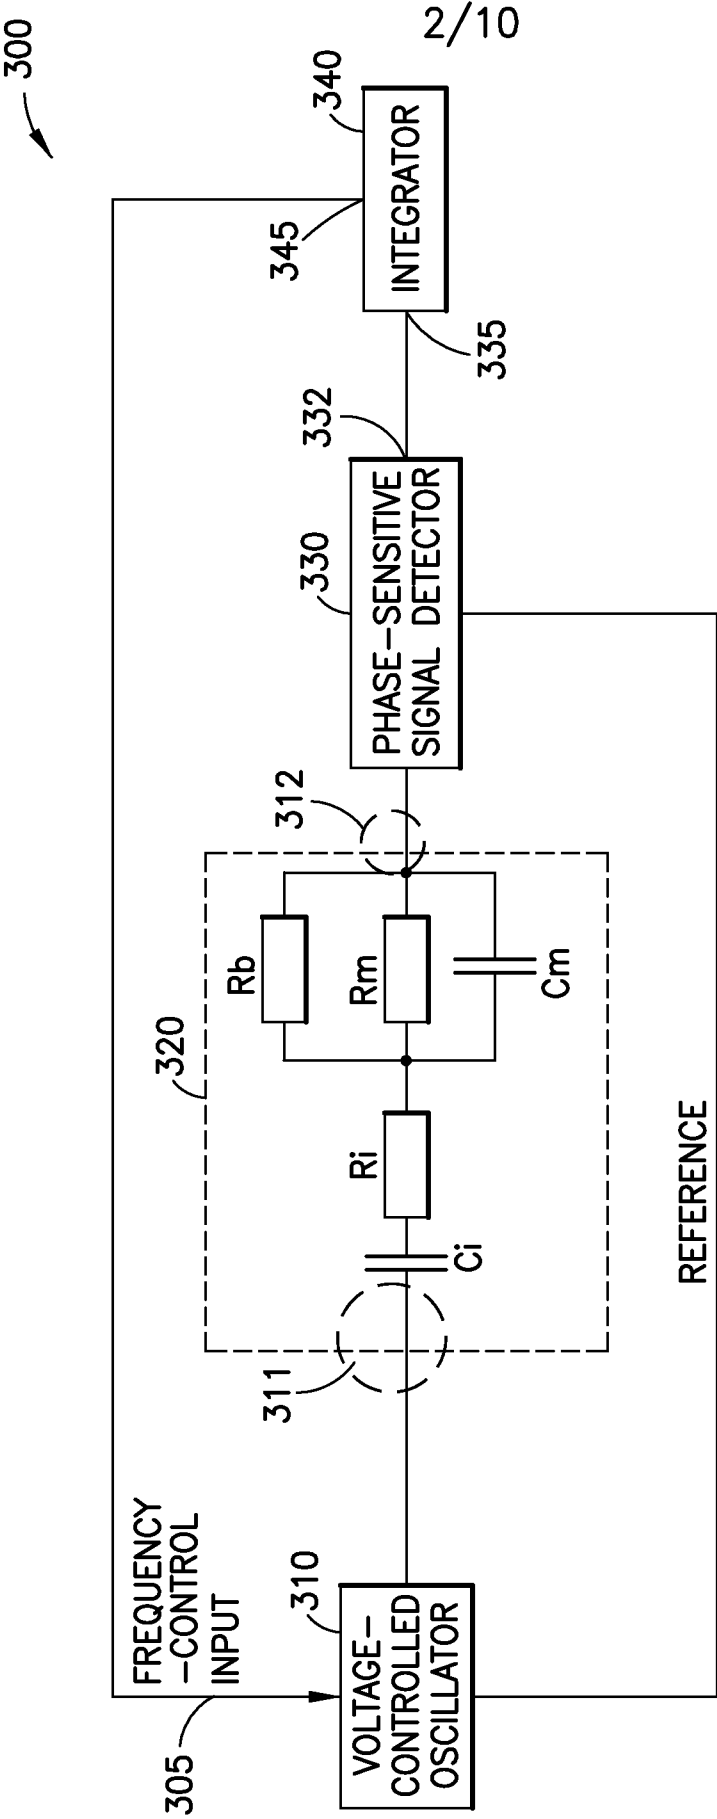 2/10
300
FREQUENCY
-CONTROL
INPUT
305
310
VOLTAGE-
CONTROLLED
OSCILLATOR
311
320
Ci
Ri
Rb
Rm
Cm
312
330
PHASE-SENSITIVE
SIGNAL DETECTOR
332
335
345
340
INTEGRATOR
REFERENCE